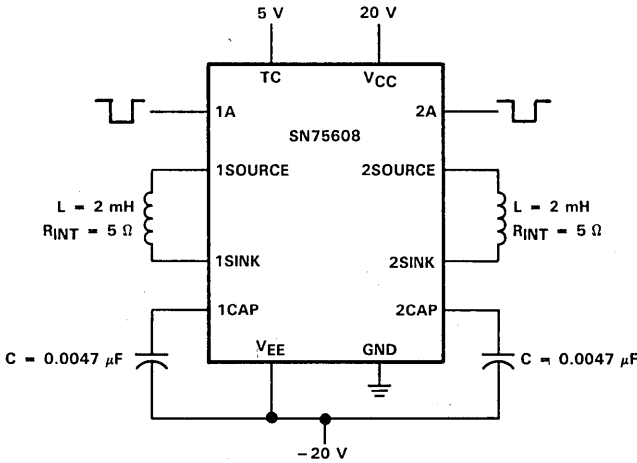 5 V 20 V
TC VCC
1A 2A
SN75608
1SOURCE 2SOURCE
L = 2 mH L = 2 mH
RINT = 5 Ω RINT = 5 Ω
1SINK 2SINK
1CAP 2CAP
VEE GND
C = 0.0047 μF C = 0.0047 μF
−20 V